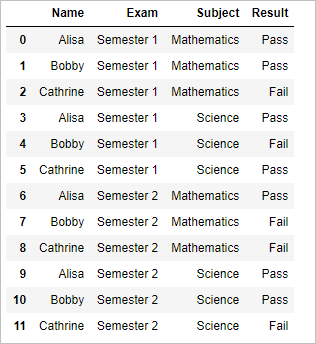 Name Exam Subject Result
0 Alisa Semester 1 Mathematics Pass
1 Bobby Semester 1 Mathematics Pass
2 Cathrine Semester 1 Mathematics Fail
3 Alisa Semester 1 Science Pass
4 Bobby Semester 1 Science Fail
5 Cathrine Semester 1 Science Pass
6 Alisa Semester 2 Mathematics Pass
7 Bobby Semester 2 Mathematics Fail
8 Cathrine Semester 2 Mathematics Fail
9 Alisa Semester 2 Science Pass
10 Bobby Semester 2 Science Pass
11 Cathrine Semester 2 Science Fail